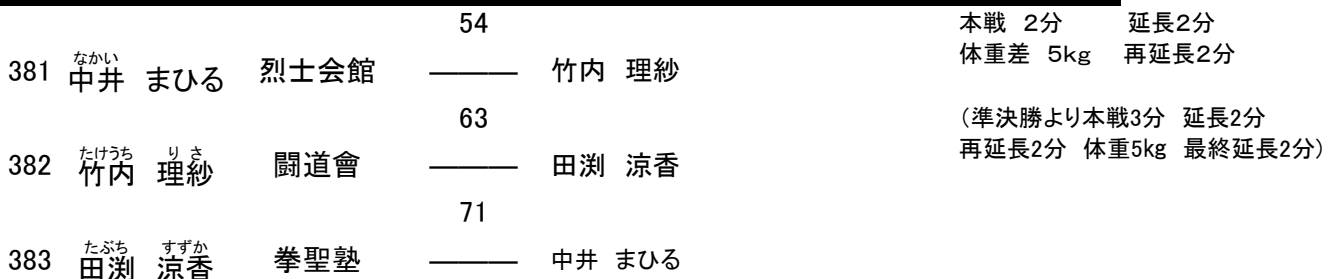 54
381 中井 まひる 烈士会館 ――― 竹内 理紗
なかい
63
382 竹内 理紗 闘道會 ――― 田渕 涼香
たけうち りさ
71
383 田渕 涼香 拳聖塾 ――― 中井 まひる
たぶち すずか
本戦 2分 延長2分
体重差 5kg 再延長2分
(準決勝より本戦3分 延長2分
再延長2分 体重5kg 最終延長2分)